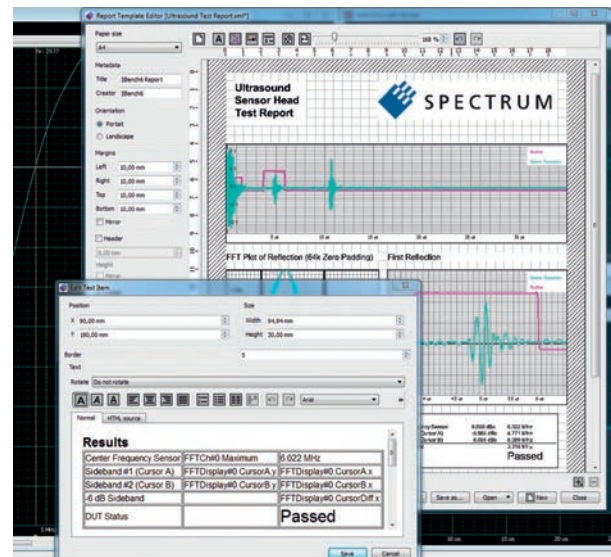 Report Template Editor [Ultrasound Test Report.xml*]
Paper size
A4
168 %
Metadata
Title SBench6 Report
Creator SBench6
Orientation
Portrait
Landscape
Margins
Left 10,00 mm
Right 10,00 mm
Top 10,00 mm
Bottom 10,00 mm
Mirror
Header
Height
Mirror
Ultrasound
Sensor Head
Test Report
SPECTRUM
FFT Plot of Reflection (64k Zero Padding)
First Reflection
Passed
Save as...
Open
New
Close
Edit Text Item
Position
Size
X 90,00 mm
Width 94,94 mm
Y 190,00 mm
Height 30,00 mm
Border
5
Text
Rotate Do not rotate
Arial
Normal
HTML source
Results
Center Frequency Sensor FFTCh#0 Maximum 6.022 MHz
Sideband #1 (Cursor A) FFTDisplay#0 CursorA.y FFTDisplay#0 CursorA.x
Sideband #2 (Cursor B) FFTDisplay#0 CursorB.y FFTDisplay#0 CursorB.x
-6 dB Sideband FFTDisplay#0 CursorDiff.x
DUT Status Passed
Save
Cancel